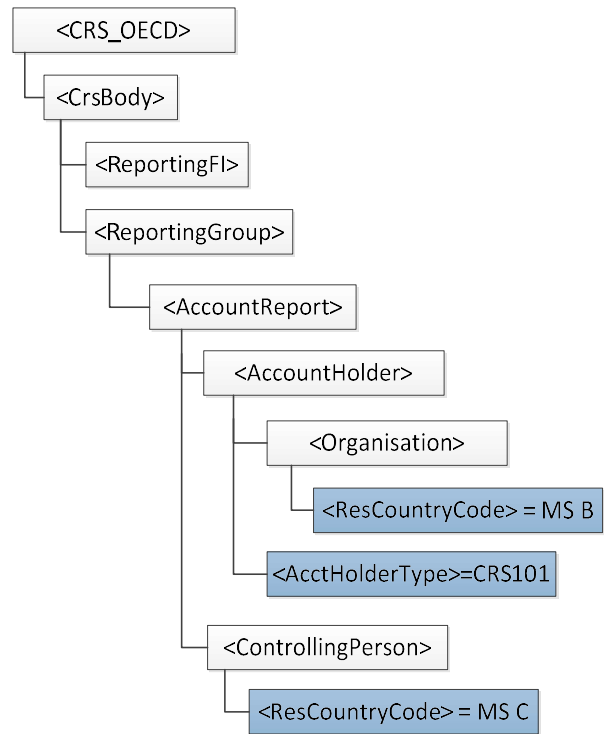 <CRS_OECD>
<CrsBody>
<ReportingFI>
<ReportingGroup>
<AccountReport>
<AccountHolder>
<Organisation>
<ResCountryCode> = MS B
<AcctHolderType>=CRS101
<ControllingPerson>
<ResCountryCode> = MS C